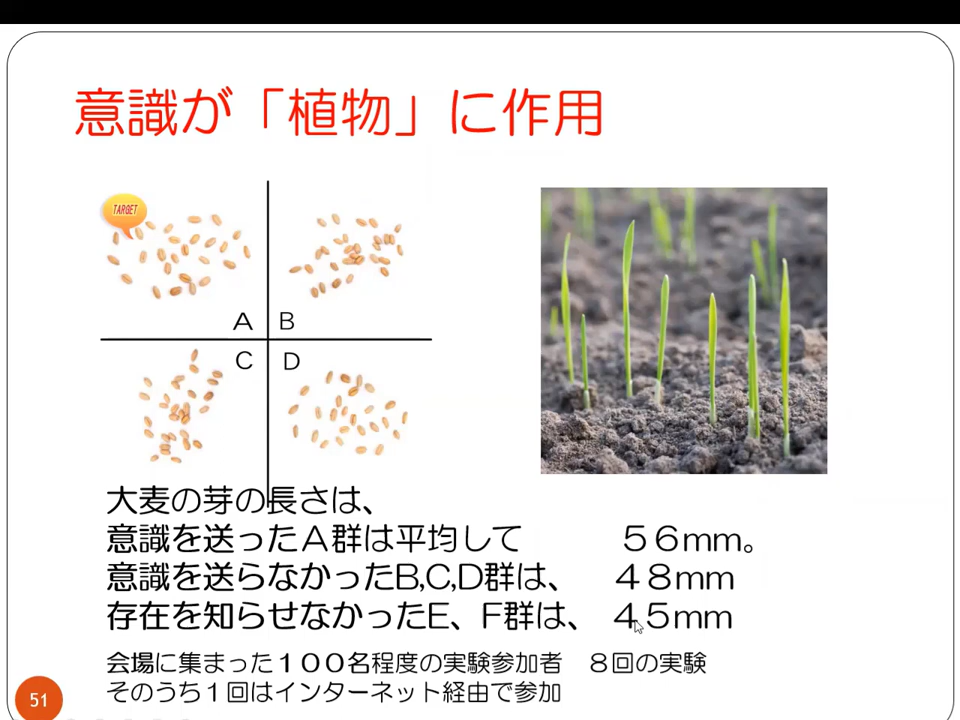 意識が「植物」に作用
TARGET
A B
C D
大麦の芽の長さは、
意識を送ったA群は平均して 56mm。
意識を送らなかったB,C,D群は、 48mm
存在を知らせなかったE、F群は、 45mm
会場に集まった100名程度の実験参加者 8回の実験
そのうち1回はインターネット経由で参加
51